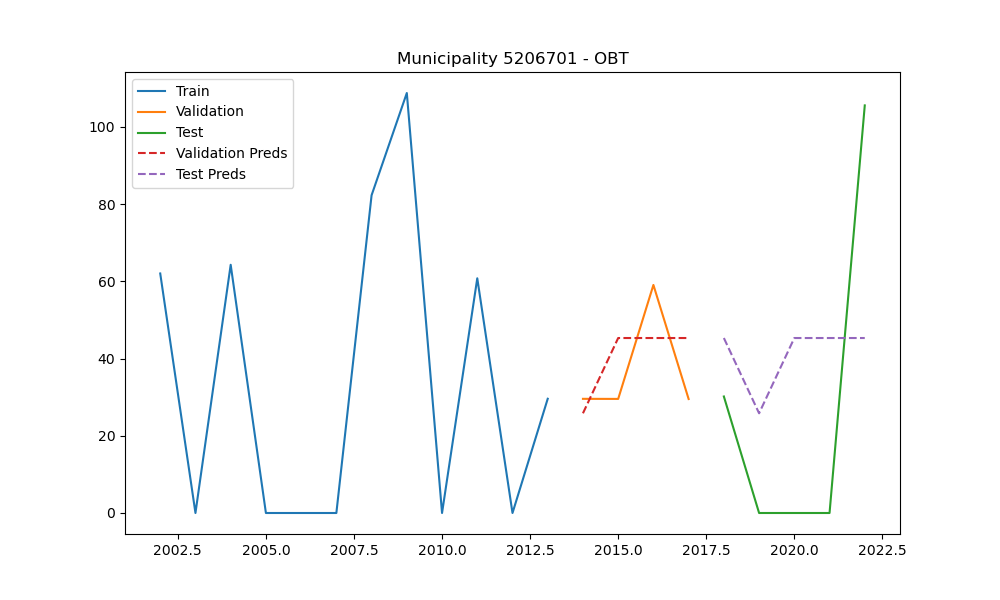 Municipality 5206701 - OBT
Train
Validation
Test
Validation Preds
Test Preds
100
80
60
40
20
0
2002.5 2005.0 2007.5 2010.0 2012.5 2015.0 2017.5 2020.0 2022.5